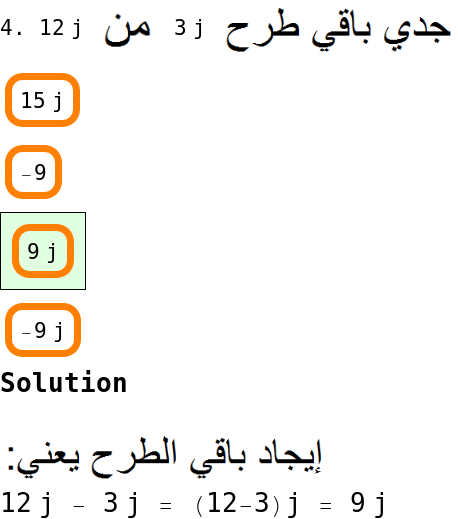 4. جدي باقي طرح 3 j من 12 j
15 j
-9
9 j
-9 j
Solution
إيجاد باقي الطرح يعني:
12 j - 3 j = (12-3) j = 9 j